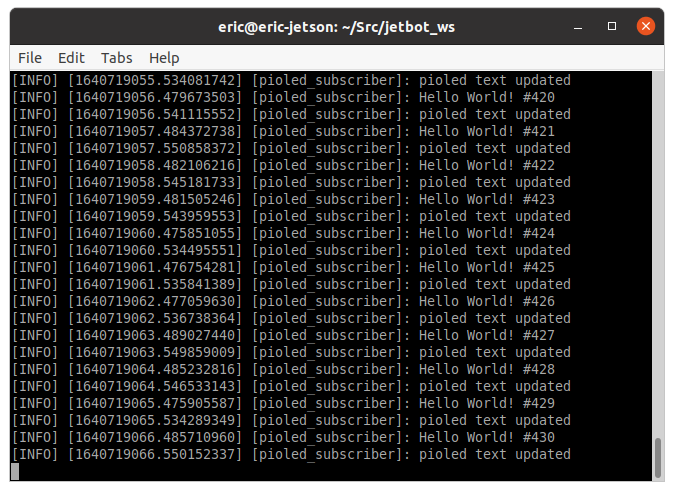 eric@eric-jetson: ~/Src/jetbot_ws
File Edit Tabs Help
[INFO] [1640719055.534081742] [pioled_subscriber]: pioled text updated
[INFO] [1640719056.479673503] [pioled_subscriber]: Hello World! #420
[INFO] [1640719056.541115552] [pioled_subscriber]: pioled text updated
[INFO] [1640719057.484372738] [pioled_subscriber]: Hello World! #421
[INFO] [1640719057.550858372] [pioled_subscriber]: pioled text updated
[INFO] [1640719058.482106216] [pioled_subscriber]: Hello World! #422
[INFO] [1640719058.545181733] [pioled_subscriber]: pioled text updated
[INFO] [1640719059.481505246] [pioled_subscriber]: Hello World! #423
[INFO] [1640719059.543959553] [pioled_subscriber]: pioled text updated
[INFO] [1640719060.475851055] [pioled_subscriber]: Hello World! #424
[INFO] [1640719060.534495551] [pioled_subscriber]: pioled text updated
[INFO] [1640719061.476754281] [pioled_subscriber]: Hello World! #425
[INFO] [1640719061.535841389] [pioled_subscriber]: pioled text updated
[INFO] [1640719062.477059630] [pioled_subscriber]: Hello World! #426
[INFO] [1640719062.536738364] [pioled_subscriber]: pioled text updated
[INFO] [1640719063.489027440] [pioled_subscriber]: Hello World! #427
[INFO] [1640719063.549859009] [pioled_subscriber]: pioled text updated
[INFO] [1640719064.485232816] [pioled_subscriber]: Hello World! #428
[INFO] [1640719064.546533143] [pioled_subscriber]: pioled text updated
[INFO] [1640719065.475905587] [pioled_subscriber]: Hello World! #429
[INFO] [1640719065.534289349] [pioled_subscriber]: pioled text updated
[INFO] [1640719066.485710960] [pioled_subscriber]: Hello World! #430
[INFO] [1640719066.550152337] [pioled_subscriber]: pioled text updated